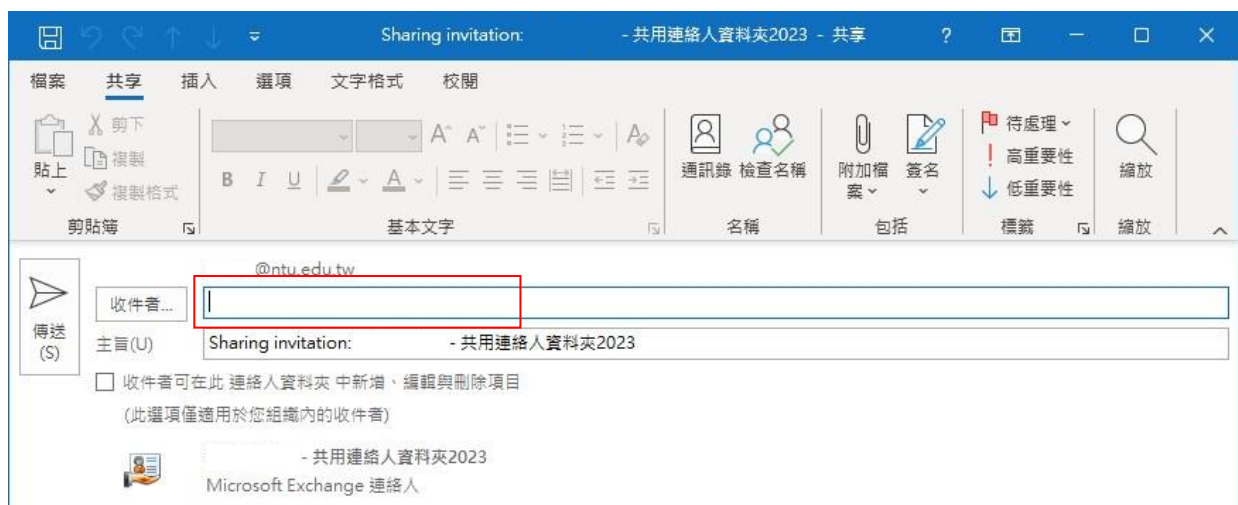 Sharing invitation: - 共用連絡人資料夾2023 - 共享 ?
檔案 共享 插入 選項 文字格式 校閱
貼上
剪下
複製
複製格式
剪貼簿
B I U A
基本文字
通訊錄 檢查名稱
名稱
附加檔案 簽名
包括
待處理
高重要性
低重要性
標籤
縮放
縮放
@ntu.edu.tw
傳送
(S)
收件者...
主旨(U) Sharing invitation: - 共用連絡人資料夾2023
收件者可在此 連絡人資料夾 中新增、編輯與刪除項目
(此選項僅適用於您組織內的收件者)
- 共用連絡人資料夾2023
Microsoft Exchange 連絡人